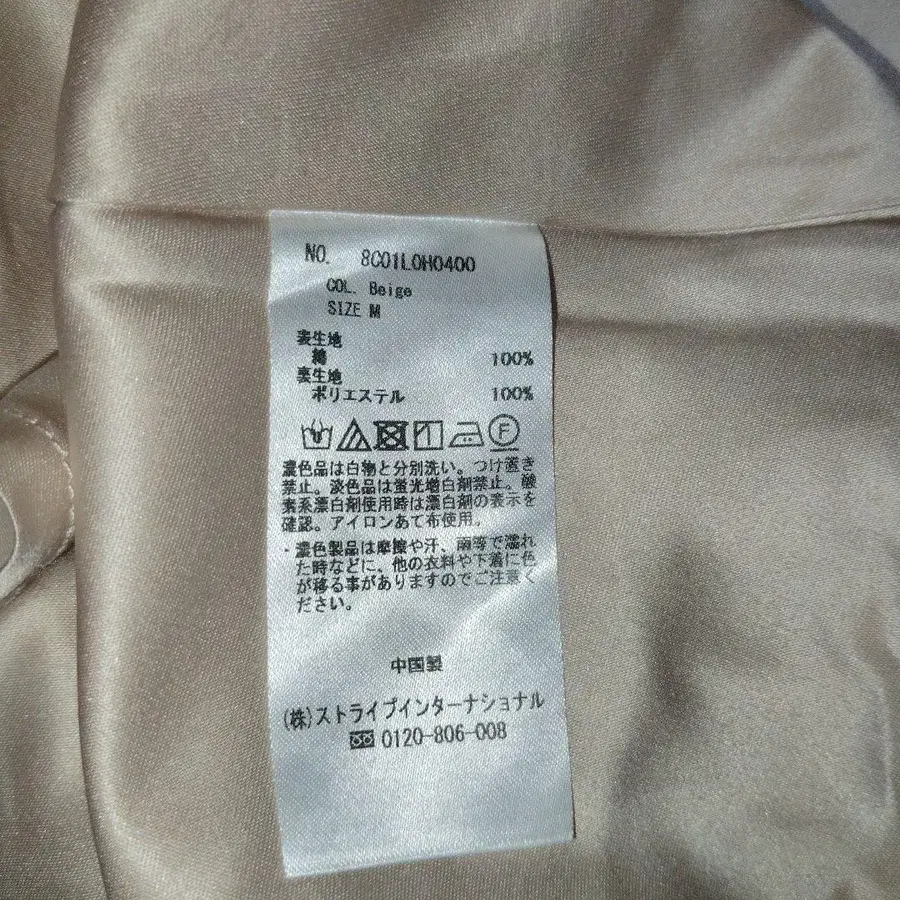 NO. 8C01L0H0400
COL. Beige
SIZE M
表生地
綿 100%
裏生地
ポリエステル 100%
F
濃色品は白物と分別洗い。つけ置き
禁止。淡色品は蛍光増白剤禁止。酸
素系漂白剤使用時は漂白剤の表示を
確認。アイロンあて布使用。
・濃色製品は摩擦や汗、雨等で濡れ
た時などに、他の衣料や下着に色
が移る事がありますのでご注意く
ださい。
中国製
(株)ストライプインターナショナル
0120-806-008